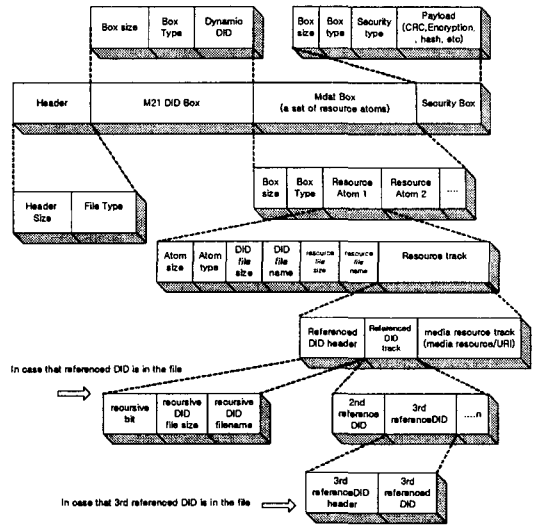 Box size
Box
Type
Dynamic
DID
Box
size
Box
type
Security
type
Payload
(CRC,Encryption,
, hash, etc)
Header
M21 DID Box
Mdat Box
(a set of resource atoms)
Security Box
Header
Size
File Type
Box
size
Box
Type
Resource
Atom 1
Resource
Atom 2
....
Atom
size
Atom
type
DID
file
size
DID
file
name
resource
file
size
resource
file
name
Resource track
Referenced
DID header
Referenced
DID
track
media resource track
(media resource/URI)
In case that referenced DID is in the file
recursive
bit
recursive
DID
file size
recursive
DID
filename
2nd
reference
DID
3rd
referenceDID
....n
In case that 3rd referenced DID is in the file
3rd
referenceDID
header
3rd
referenced
DID